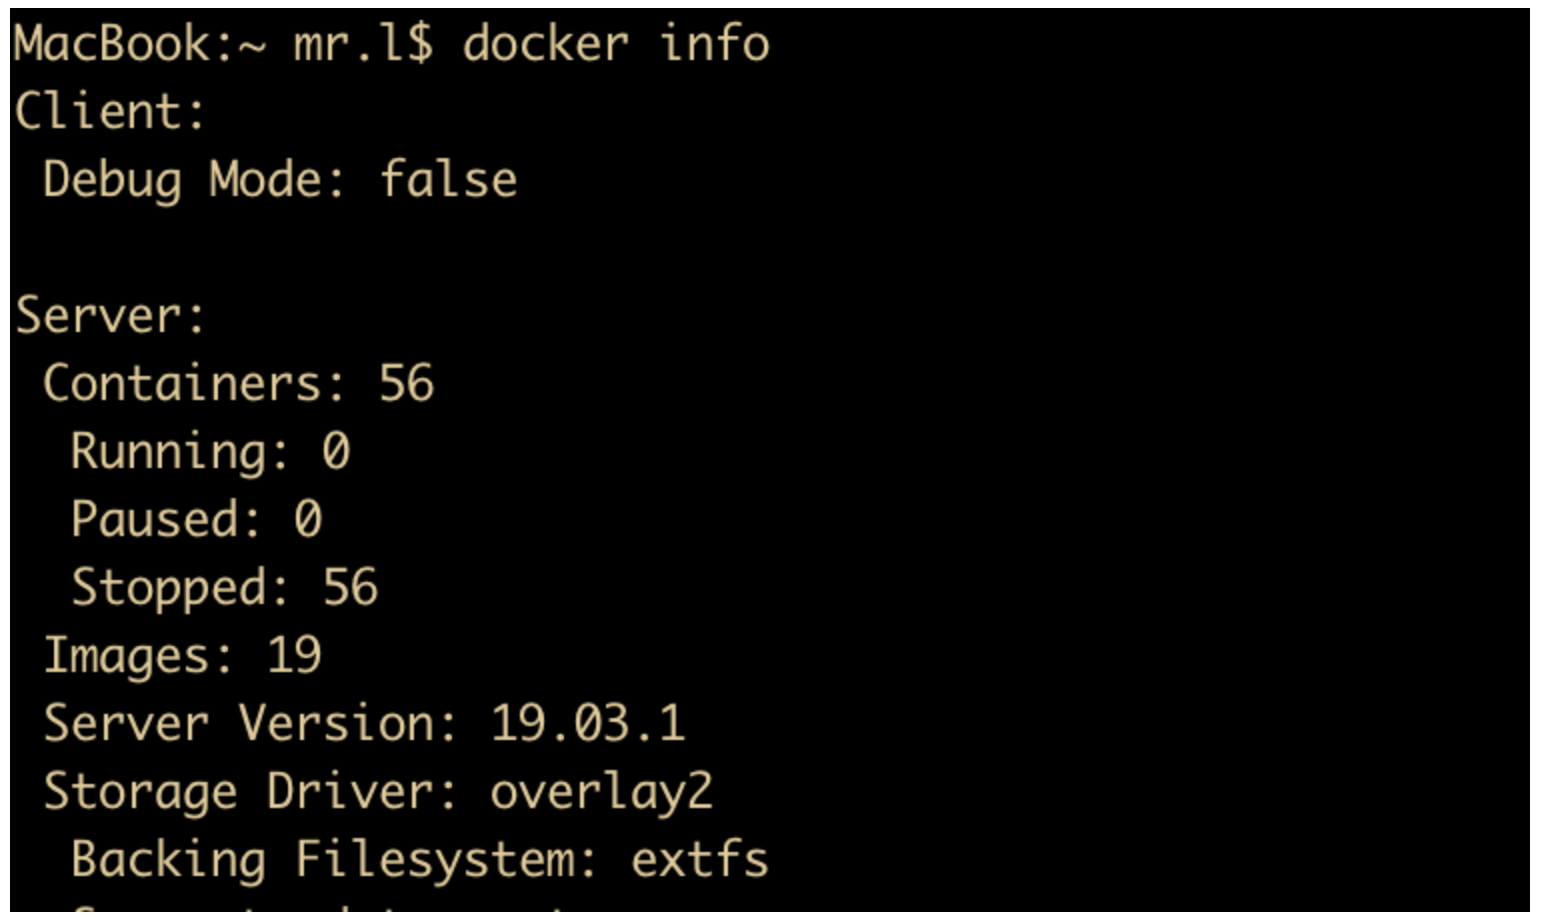 MacBook:~ mr.l$ docker info
Client:
 Debug Mode: false

Server:
 Containers: 56
  Running: 0
  Paused: 0
  Stopped: 56
 Images: 19
 Server Version: 19.03.1
 Storage Driver: overlay2
  Backing Filesystem: extfs